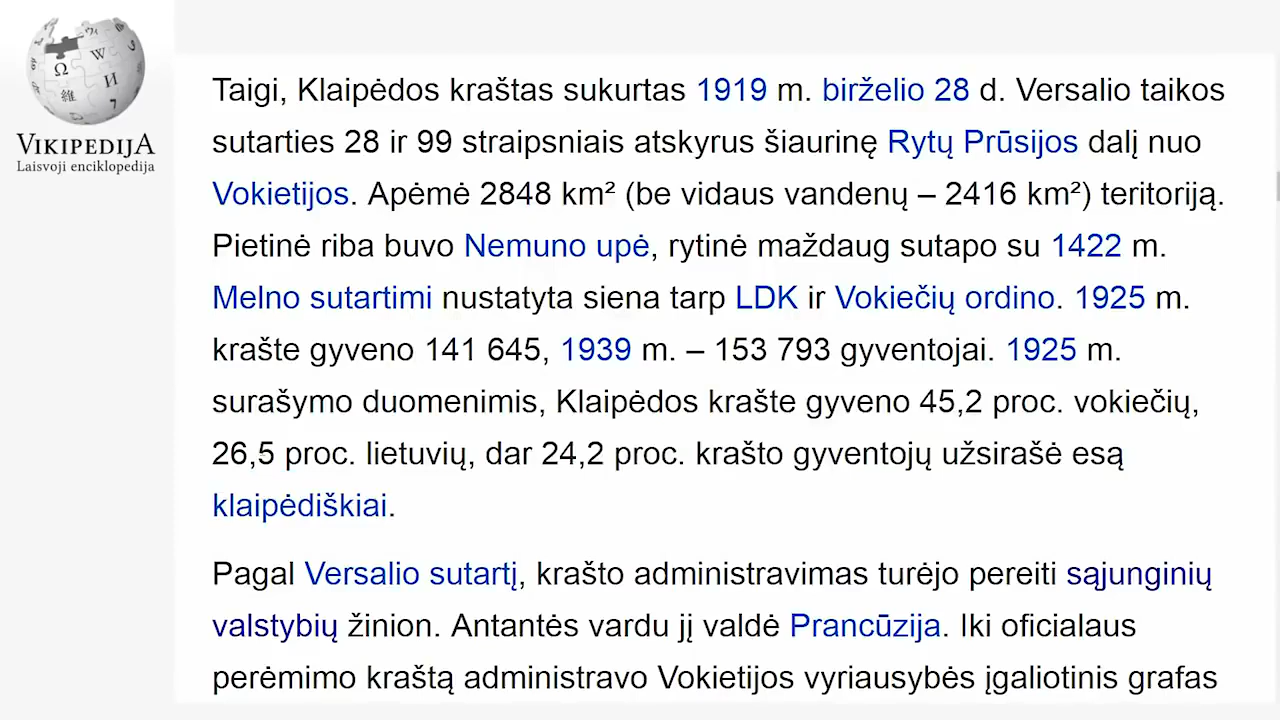 VIKIPEDIJA
Laisvoji enciklopedija
Taigi, Klaipėdos kraštas sukurtas 1919 m. birželio 28 d. Versalio taikos
sutarties 28 ir 99 straipsniais atskyrus šiaurinę Rytų Prūsijos dalį nuo
Vokietijos. Apėmė 2848 km² (be vidaus vandenų – 2416 km²) teritoriją.
Pietinė riba buvo Nemuno upė, rytinė maždaug sutapo su 1422 m.
Melno sutartimi nustatyta siena tarp LDK ir Vokiečių ordino. 1925 m.
krašte gyveno 141 645, 1939 m. – 153 793 gyventojai. 1925 m.
surašymo duomenimis, Klaipėdos krašte gyveno 45,2 proc. vokiečių,
26,5 proc. lietuvių, dar 24,2 proc. krašto gyventojų užsirašė esą
klaipėdiškiai.
Pagal Versalio sutartį, krašto administravimas turėjo pereiti sąjunginių
valstybių žinion. Antantės vardu jį valdė Prancūzija. Iki oficialaus
perėmimo kraštą administravo Vokietijos vyriausybės įgaliotinis grafas